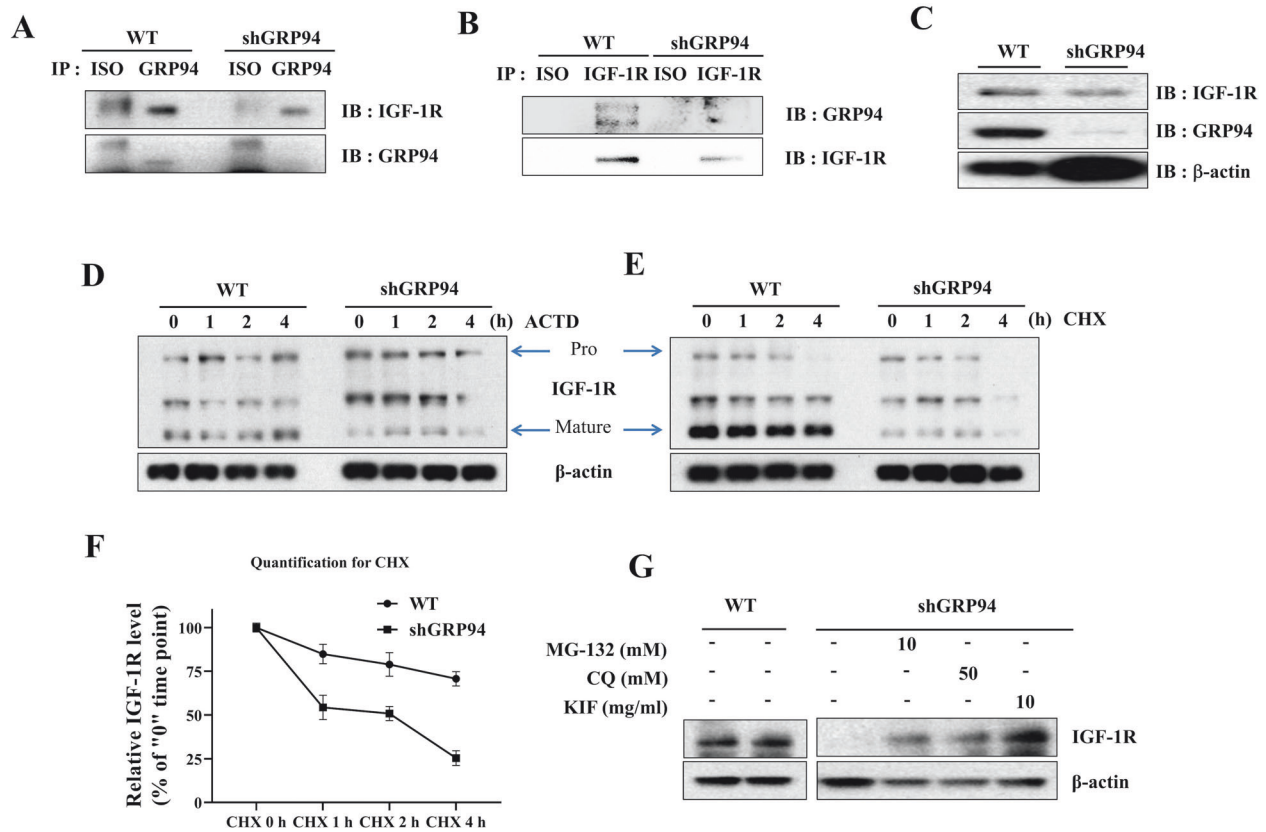 A
WT shGRP94
IP : ISO GRP94 ISO GRP94
IB : IGF-1R
IB : GRP94
B
WT shGRP94
IP : ISO IGF-1R ISO IGF-1R
IB : GRP94
IB : IGF-1R
C
WT shGRP94
IB : IGF-1R
IB : GRP94
IB : β-actin
D
WT shGRP94
0 1 2 4 0 1 2 4 (h) ACTD
Pro
IGF-1R
Mature
β-actin
E
WT shGRP94
0 1 2 4 0 1 2 4 (h) CHX
F
Quantification for CHX
WT
shGRP94
Relative IGF-1R level
(% of "0" time point)
100
75
50
25
0
CHX 0 h CHX 1 h CHX 2 h CHX 4 h
G
WT shGRP94
MG-132 (mM) - - - 10 - -
CQ (mM) - - - - 50 -
KIF (mg/ml) - - - - - 10
IGF-1R
β-actin